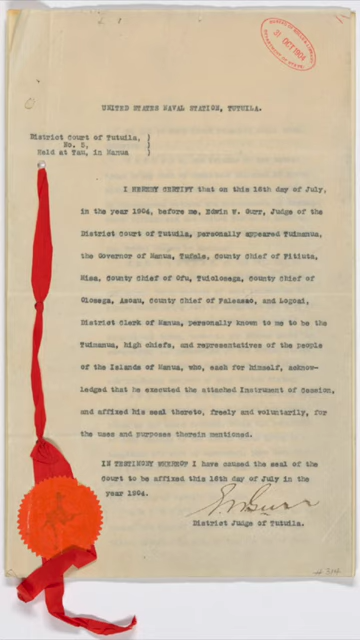 31 OCT 1904
UNITED STATES NAVAL STATION, TUTUILA.
District Court of Tutuila, )
No. 5, )
Held at Tau, in Manua )
I HEREBY CERTIFY that on this 16th day of July,
in the year 1904, before me, Edwin W. Gurr, Judge of the
District Court of Tutuila, personally appeared Tuimanua,
the Governor of Manua, Tufele, County Chief of Fitiuta,
Misa, County Chief of Ofu, Tuiolosega, county Chief of
Olosega, Asoau, county Chief of Faleasao, and Logoai,
District Clerk of Manua, personally known to me to be the
Tuimanua, high chiefs, and representatives of the people
of the Islands of Manua, who, each for himself, acknow-
ledged that he executed the attached Instrument of Cession,
and affixed his seal thereto, freely and voluntarily, for
the uses and purposes therein mentioned.
IN TESTIMONY WHEREOF I have caused the seal of the
court to be affixed this 16th day of July in the
year 1904.
E.W. Gurr
District Judge of Tutuila.